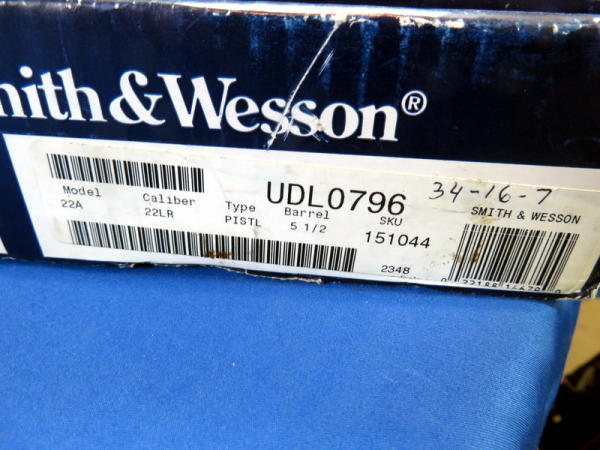 mith & Wesson®
UDL0796 34-16-7
Model Caliber Type Barrel SKU SMITH & WESSON
22A 22LR PISTL 5 1/2 151044
2348